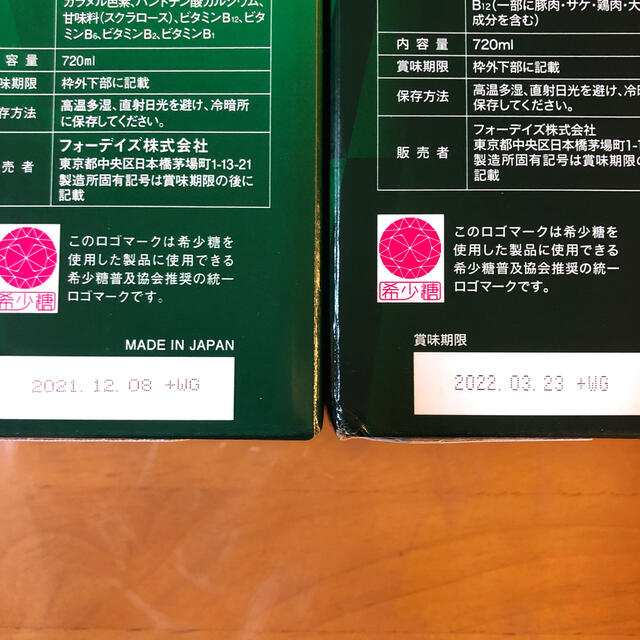 カラメル色素、パントテン酸カルシウム、
甘味料(スクラロース)、ビタミンB12、ビタ
ミンB6、ビタミンB2、ビタミンB1
容量
720ml
味期限
枠外下部に記載
存方法
高温多湿、直射日光を避け、冷暗所
に保存してください。
売者
フォーデイズ株式会社
東京都中央区日本橋茅場町1-13-21
製造所固有記号は賞味期限の後に
記載
希少糖
このロゴマークは希少糖を
使用した製品に使用できる
希少糖普及協会推奨の統一
ロゴマークです。
MADE IN JAPAN
2021.12.08 +WG
B12(一部に豚肉・サケ・鶏肉・大
成分を含む)
内容量
720ml
賞味期限
枠外下部に記載
保存方法
高温多湿、直射日光を避け、冷
保存してください。
販売者
フォーデイズ株式会社
東京都中央区日本橋茅場町1-1
製造所固有記号は賞味期限の
記載
希少糖
このロゴマークは希少糖を
使用した製品に使用できる
希少糖普及協会推奨の統一
ロゴマークです。
賞味期限
2022.03.23 +WG